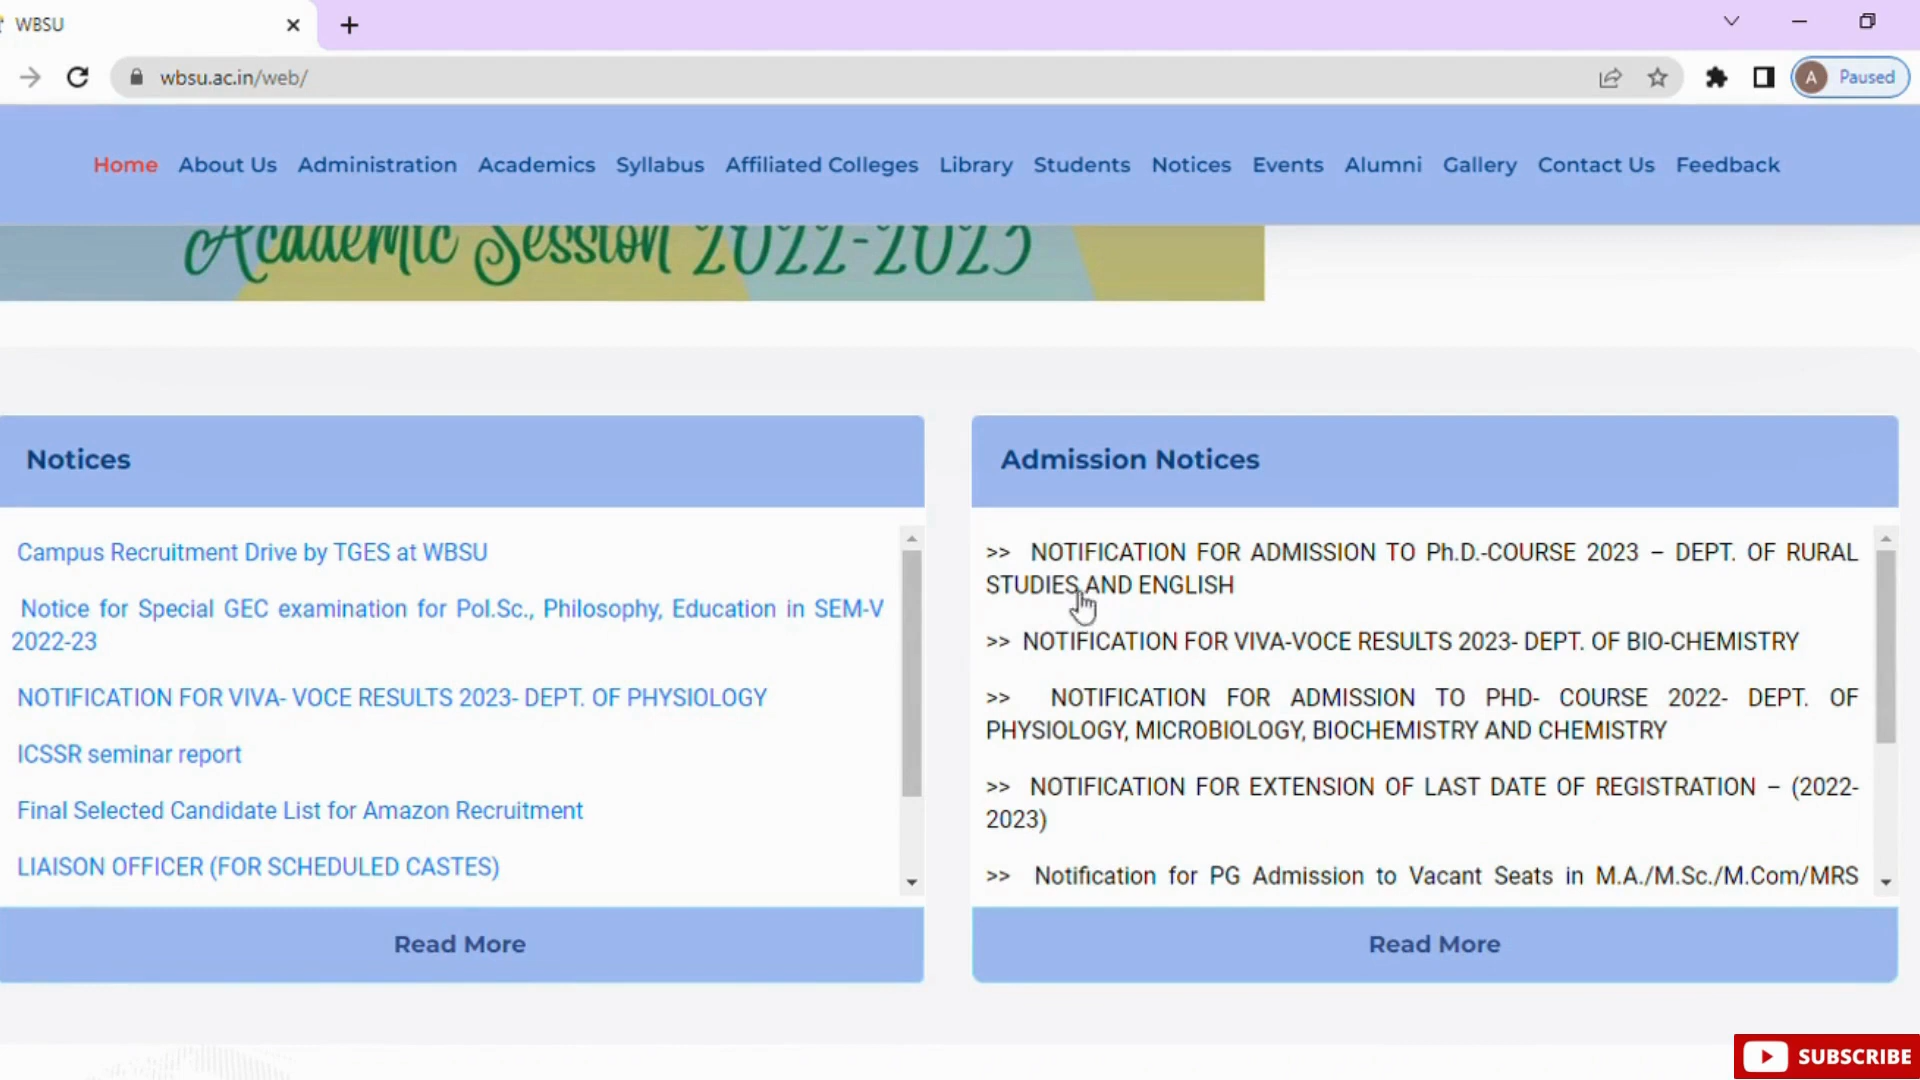 WBSU
wbsu.ac.in/web/
A Paused
Home About Us Administration Academics Syllabus Affiliated Colleges Library Students Notices Events Alumni Gallery Contact Us Feedback
Academic Session 2022-2023
Notices
Campus Recruitment Drive by TGES at WBSU
Notice for Special GEC examination for Pol.Sc., Philosophy, Education in SEM-V
2022-23
NOTIFICATION FOR VIVA- VOCE RESULTS 2023- DEPT. OF PHYSIOLOGY
ICSSR seminar report
Final Selected Candidate List for Amazon Recruitment
LIAISON OFFICER (FOR SCHEDULED CASTES)
Read More
Admission Notices
>> NOTIFICATION FOR ADMISSION TO Ph.D.-COURSE 2023 – DEPT. OF RURAL
STUDIES AND ENGLISH
>> NOTIFICATION FOR VIVA-VOCE RESULTS 2023- DEPT. OF BIO-CHEMISTRY
>> NOTIFICATION FOR ADMISSION TO PHD- COURSE 2022- DEPT. OF
PHYSIOLOGY, MICROBIOLOGY, BIOCHEMISTRY AND CHEMISTRY
>> NOTIFICATION FOR EXTENSION OF LAST DATE OF REGISTRATION – (2022-
2023)
>> Notification for PG Admission to Vacant Seats in M.A./M.Sc./M.Com/MRS
Read More
SUBSCRIBE